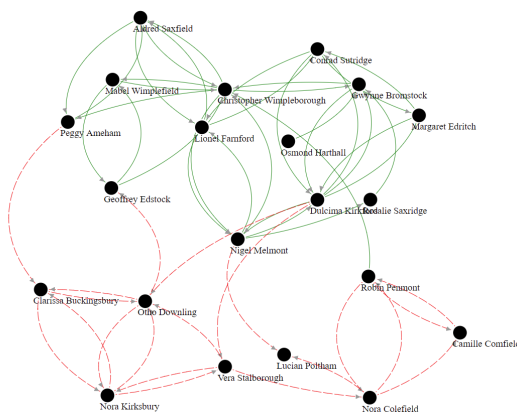 Aldred Saxfield
Conrad Sutridge
Mabel Wimplefield
Christopher Wimpleborough
Gwynne Bromstock
Margaret Edritch
Peggy Ameham
Lionel Farnford
Osmond Harthall
Geoffrey Edstock
Dulcima Kirkless
Rosalie Saxridge
Nigel Melmont
Robin Penmont
Clarissa Buckingsbury
Otho Downling
Camille Comfield
Lucian Poltham
Vera Stalborough
Nora Kirksbury
Nora Colefield